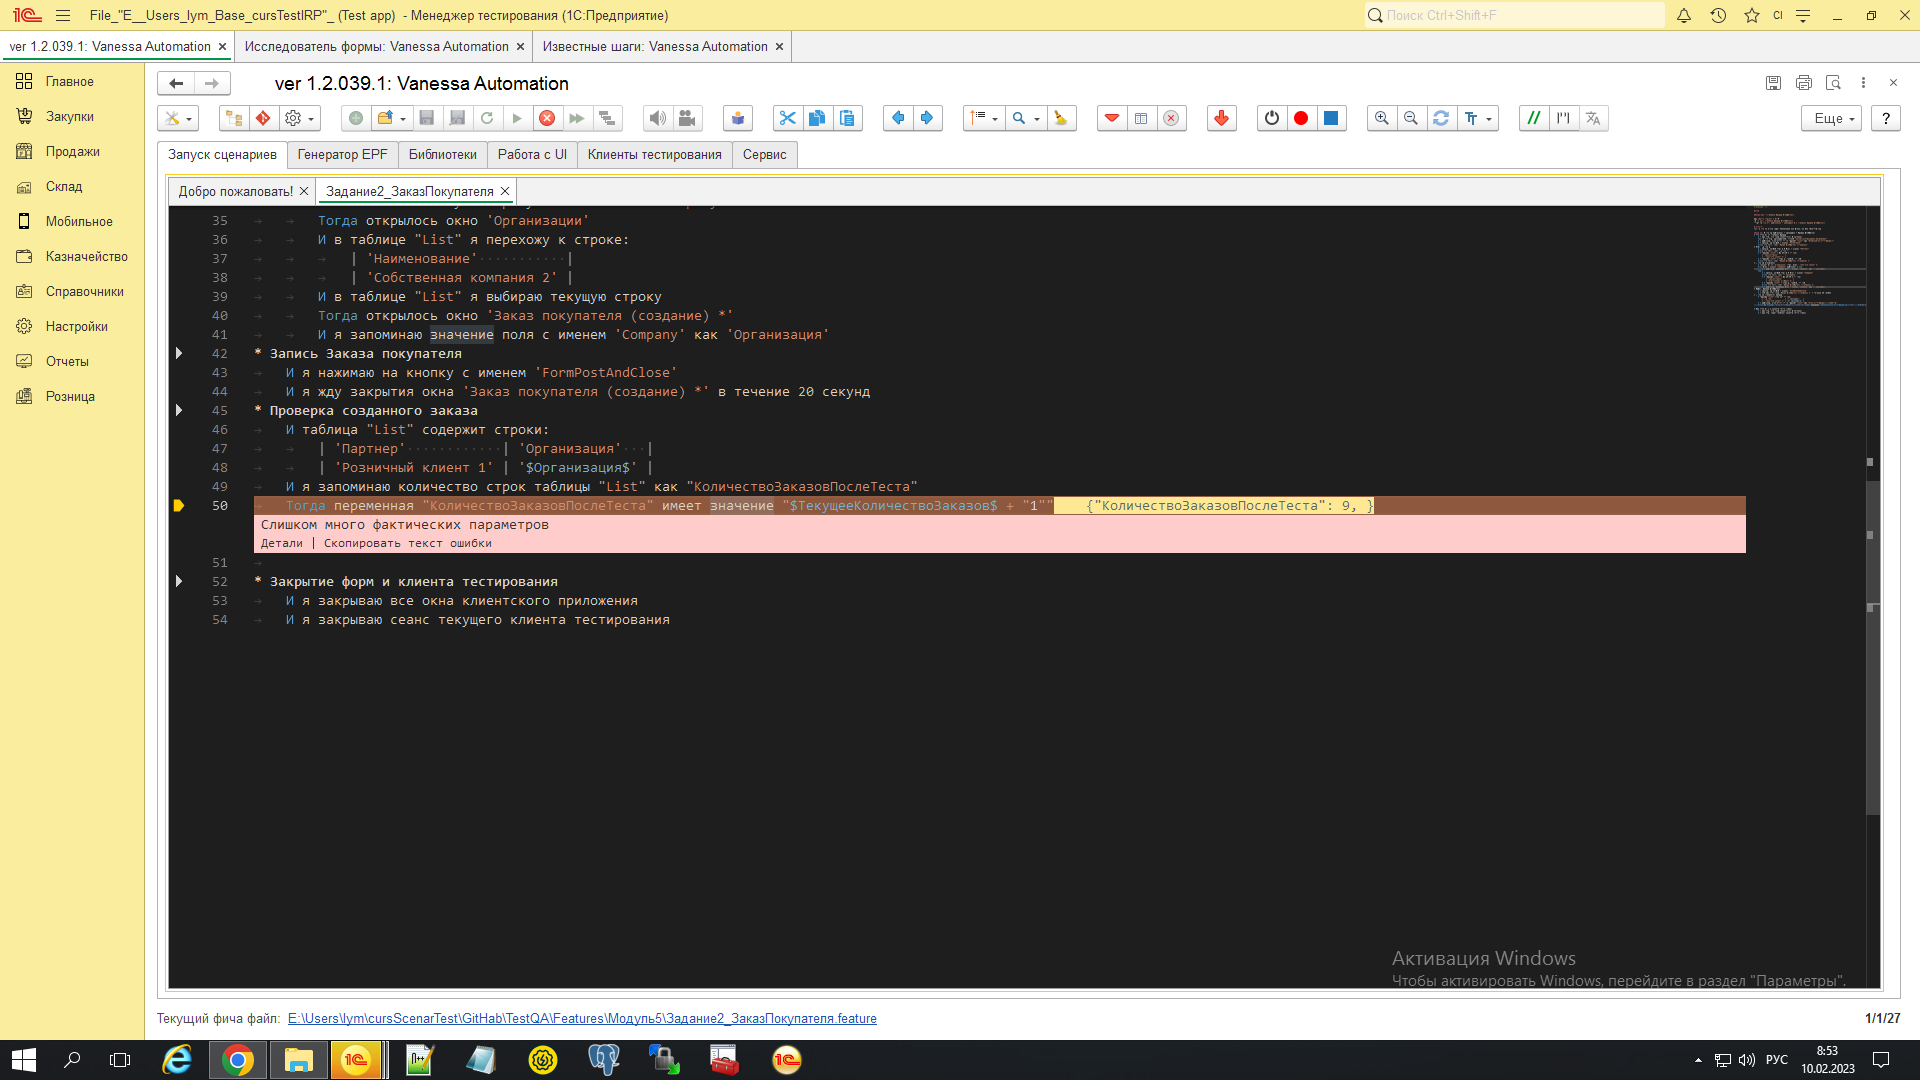 File_"E__Users_lym_Base_cursTestIRP"_ (Test app) - Менеджер тестирования (1С:Предприятие)
Поиск Ctrl+Shift+F
CI
ver 1.2.039.1: Vanessa Automation
Исследователь формы: Vanessa Automation
Известные шаги: Vanessa Automation
Главное
Закупки
Продажи
Склад
Мобильное
Казначейство
Справочники
Настройки
Отчеты
Розница
ver 1.2.039.1: Vanessa Automation
Еще
?
Запуск сценариев
Генератор EPF
Библиотеки
Работа с UI
Клиенты тестирования
Сервис
Добро пожаловать!
Задание2_ЗаказПокупателя
35 Тогда открылось окно 'Организации'
36 И в таблице "List" я перехожу к строке:
37 | 'Наименование' |
38 | 'Собственная компания 2' |
39 И в таблице "List" я выбираю текущую строку
40 Тогда открылось окно 'Заказ покупателя (создание) *'
41 И я запоминаю значение поля с именем 'Company' как 'Организация'
42 * Запись Заказа покупателя
43 И я нажимаю на кнопку с именем 'FormPostAndClose'
44 И я жду закрытия окна 'Заказ покупателя (создание) *' в течение 20 секунд
45 * Проверка созданного заказа
46 И таблица "List" содержит строки:
47 | 'Партнер' | 'Организация' |
48 | 'Розничный клиент 1' | '$Организация$' |
49 И я запоминаю количество строк таблицы "List" как "КоличествоЗаказовПослеТеста"
50 Тогда переменная "КоличествоЗаказовПослеТеста" имеет значение "$ТекущееКоличествоЗаказов$ + "1"" {"КоличествоЗаказовПослеТеста": 9, }
Слишком много фактических параметров
Детали | Скопировать текст ошибки
51
52 * Закрытие форм и клиента тестирования
53 И я закрываю все окна клиентского приложения
54 И я закрываю сеанс текущего клиента тестирования
Активация Windows
Чтобы активировать Windows, перейдите в раздел "Параметры".
Текущий фича файл: E:\Users\lym\cursScenarTest\GitHab\TestQA\Features\Модуль5\Задание2_ЗаказПокупателя.feature
1/1/27
РУС
8:53
10.02.2023